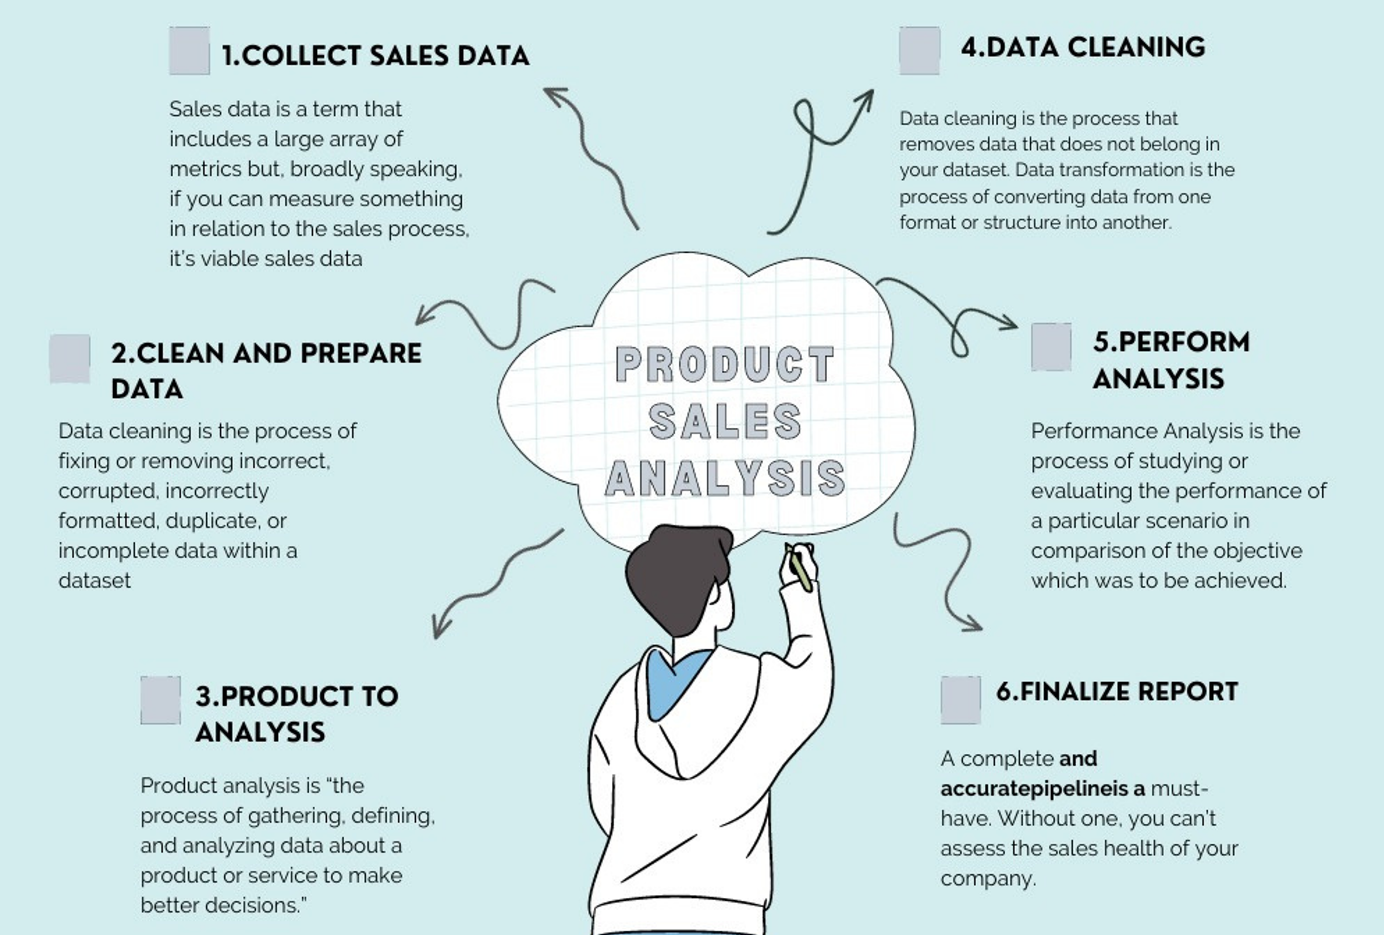 1.COLLECT SALES DATA
Sales data is a term that
includes a large array of
metrics but, broadly speaking,
if you can measure something
in relation to the sales process,
it's viable sales data
2.CLEAN AND PREPARE
DATA
Data cleaning is the process of
fixing or removing incorrect,
corrupted, incorrectly
formatted, duplicate, or
incomplete data within a
dataset
3.PRODUCT TO
ANALYSIS
Product analysis is “the
process of gathering, defining,
and analyzing data about a
product or service to make
better decisions.”
PRODUCT
SALES
ANALYSIS
4.DATA CLEANING
Data cleaning is the process that
removes data that does not belong in
your dataset. Data transformation is the
process of converting data from one
format or structure into another.
5.PERFORM
ANALYSIS
Performance Analysis is the
process of studying or
evaluating the performance of
a particular scenario in
comparison of the objective
which was to be achieved.
6.FINALIZE REPORT
A complete and
accuratepipelineis a must-
have. Without one, you can't
assess the sales health of your
company.